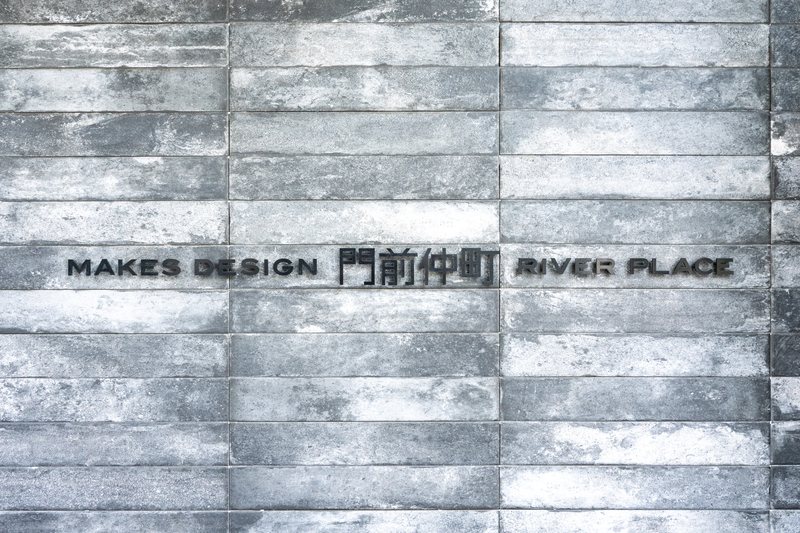 MAKES DESIGN 門前仲町 RIVER PLACE